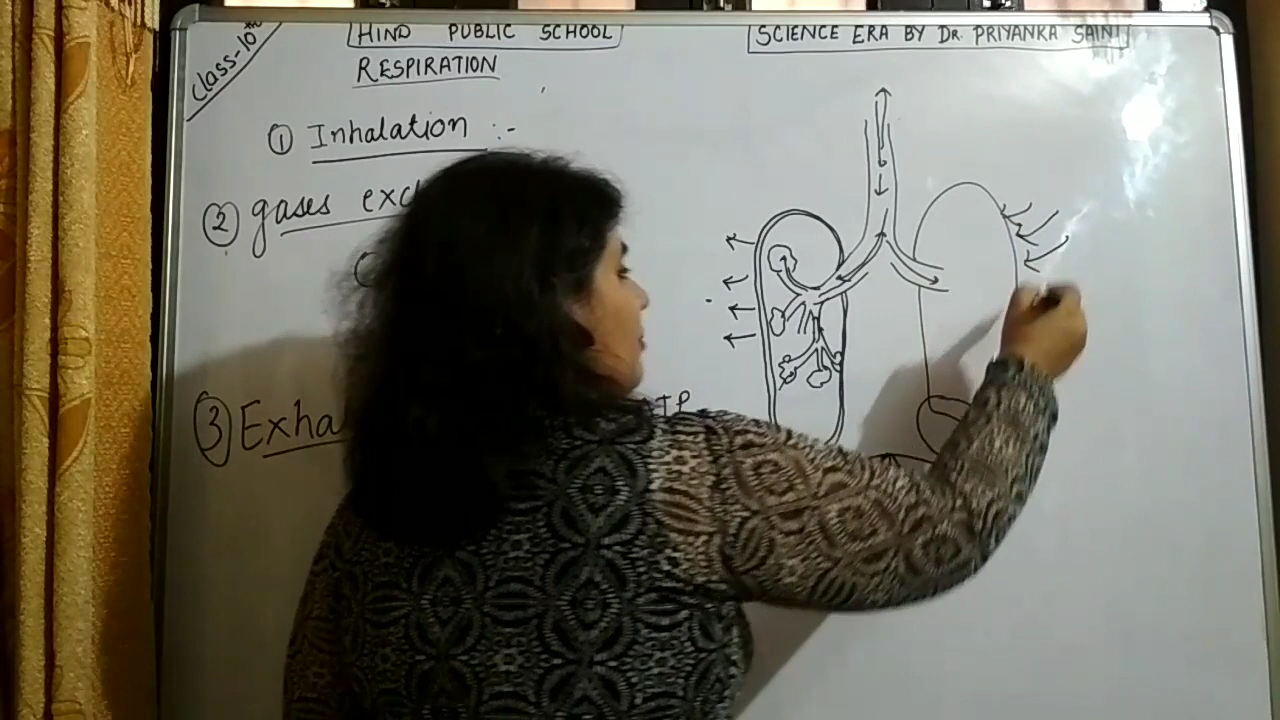 Class-10th
HIND PUBLIC SCHOOL
SCIENCE ERA BY DR. PRIYANKA SAINI
RESPIRATION
① Inhalation :-
② gases exc
③ Exha